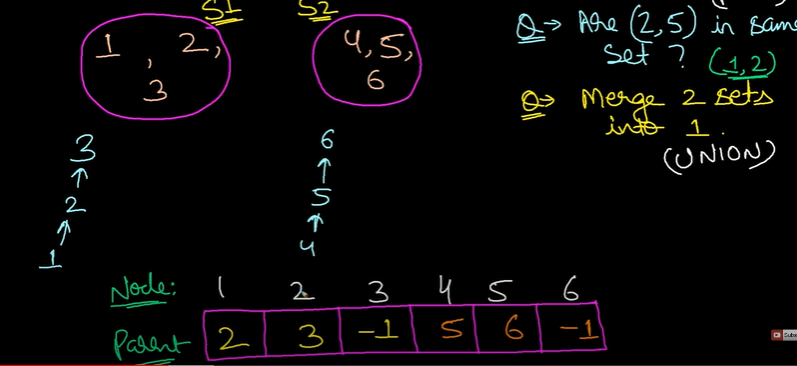 S1
S2
1, 2,
3
4, 5,
6
Q→ Are (2,5) in same
set? (1,2)
Q→ Merge 2 sets
into 1.
(UNION)
3
2
1
6
5
4
Node: 1 2 3 4 5 6
Parent 2 3 -1 5 6 -1